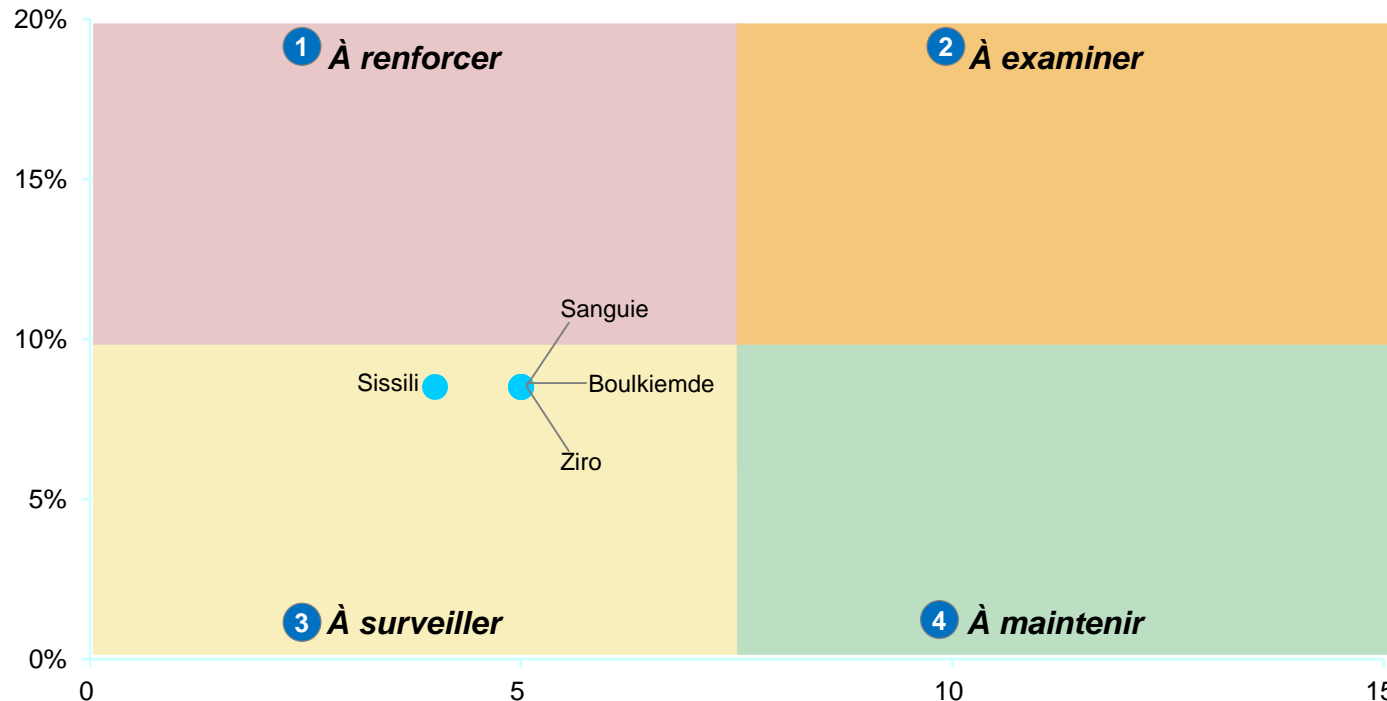 20%
1 À renforcer
2 À examiner
15%
Sanguie
10%
Sissili
Boulkiemde
Ziro
5%
3 À surveiller
4 À maintenir
0%
0 5 10 15